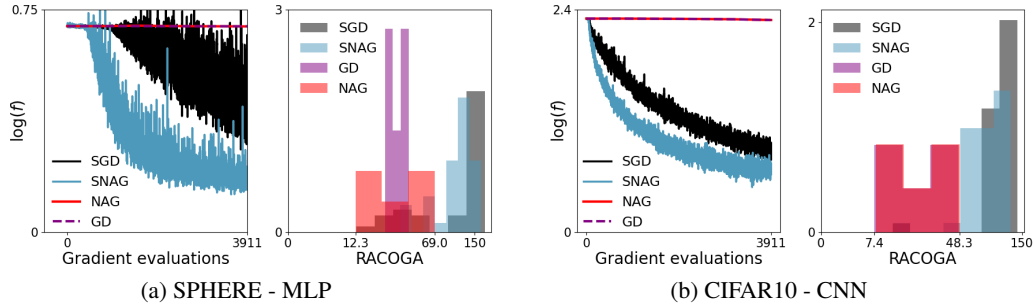 0.75
log(f)
SGD
SNAG
NAG
GD
0
0
3911
Gradient evaluations
3
SGD
SNAG
GD
NAG
0
0
12.3
69.0
150
RACOGA
(a) SPHERE - MLP
2.4
log(f)
SGD
SNAG
NAG
GD
0
0
3911
Gradient evaluations
2
SGD
SNAG
GD
NAG
0
0
7.4
48.3
150
RACOGA
(b) CIFAR10 - CNN